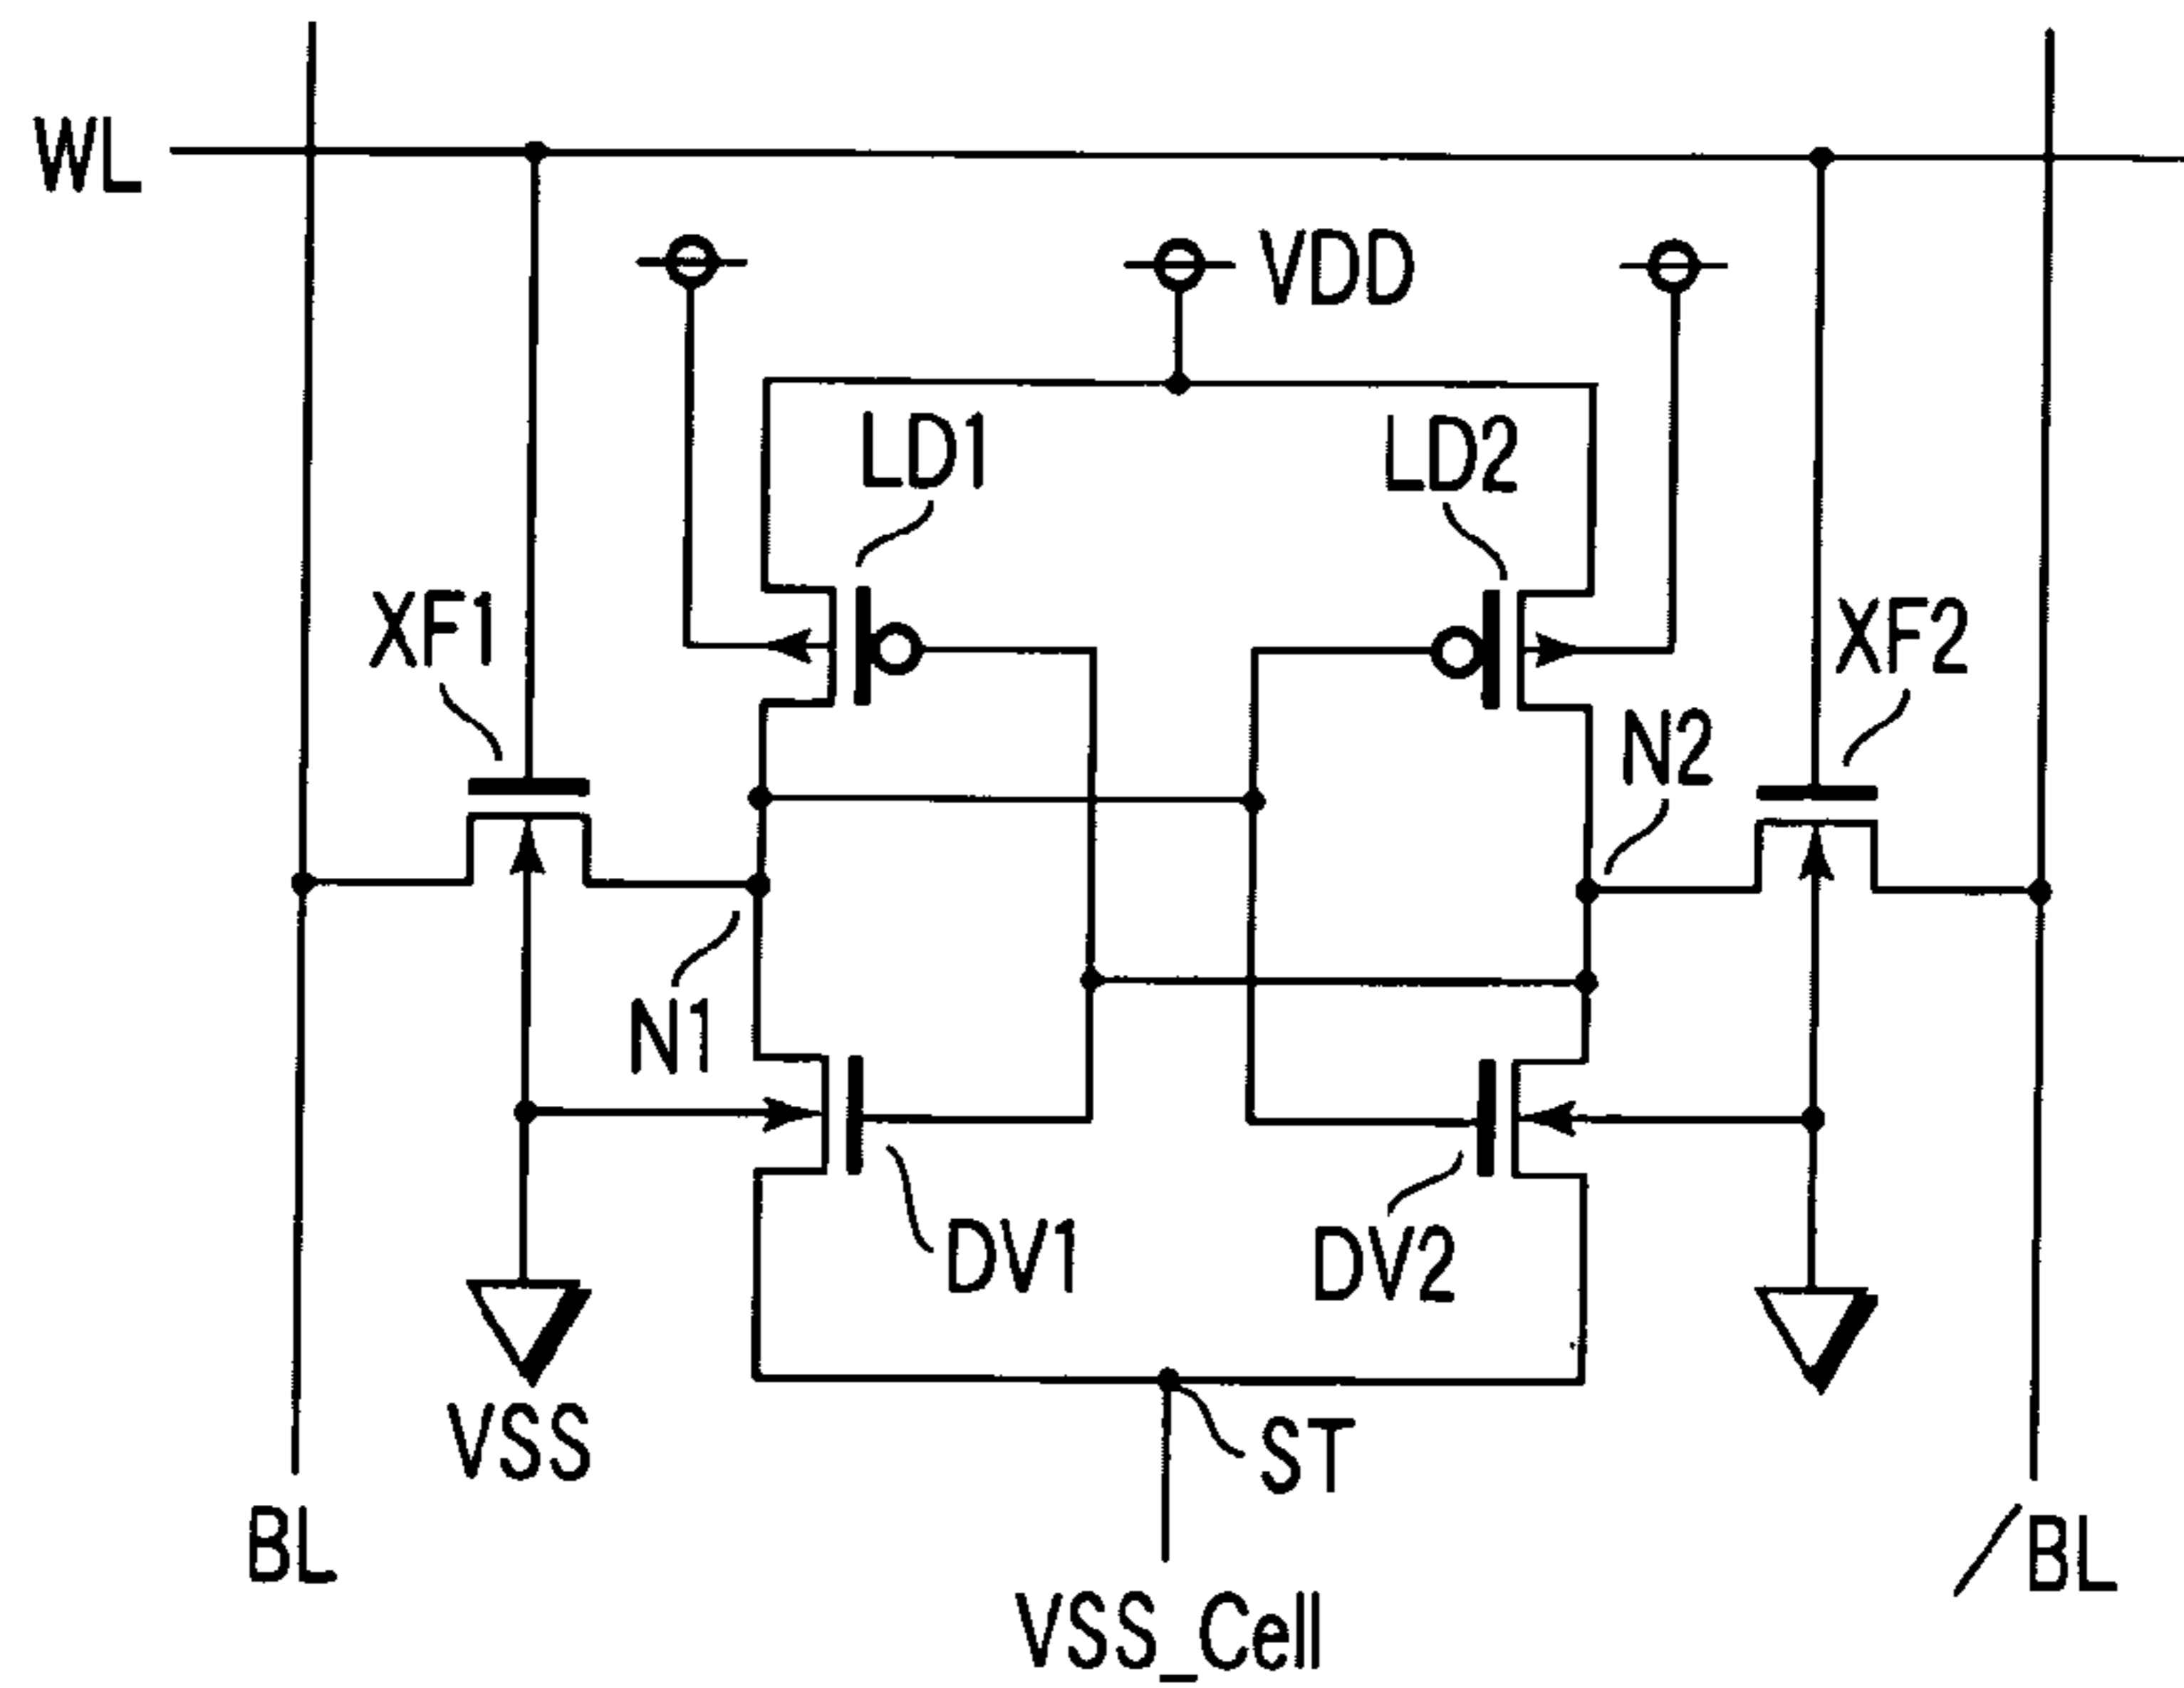 WL
VDD
LD1
LD2
XF1
XF2
N2
N1
DV1
DV2
VSS
ST
BL
/BL
VSS_Cell